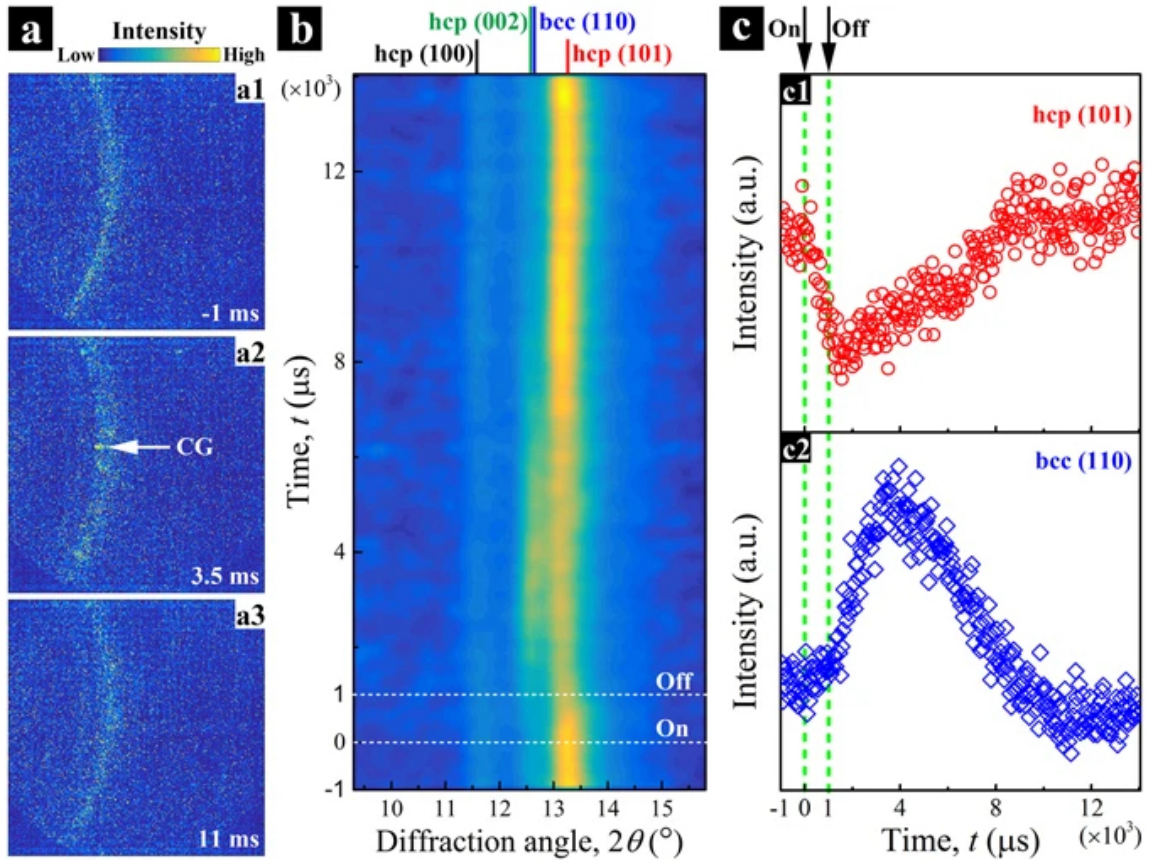 a
Intensity
Low High
a1
-1 ms
a2
CG
3.5 ms
a3
11 ms
b
hcp (002) bcc (110)
hcp (100) hcp (101)
(×10³)
12
8
4
1
0
-1
Off
On
Time, t (μs)
10 11 12 13 14 15
Diffraction angle, 2θ (°)
c
On Off
c1
hcp (101)
Intensity (a.u.)
c2
bcc (110)
Intensity (a.u.)
-1 0 1 4 8 12
Time, t (μs) (×10³)